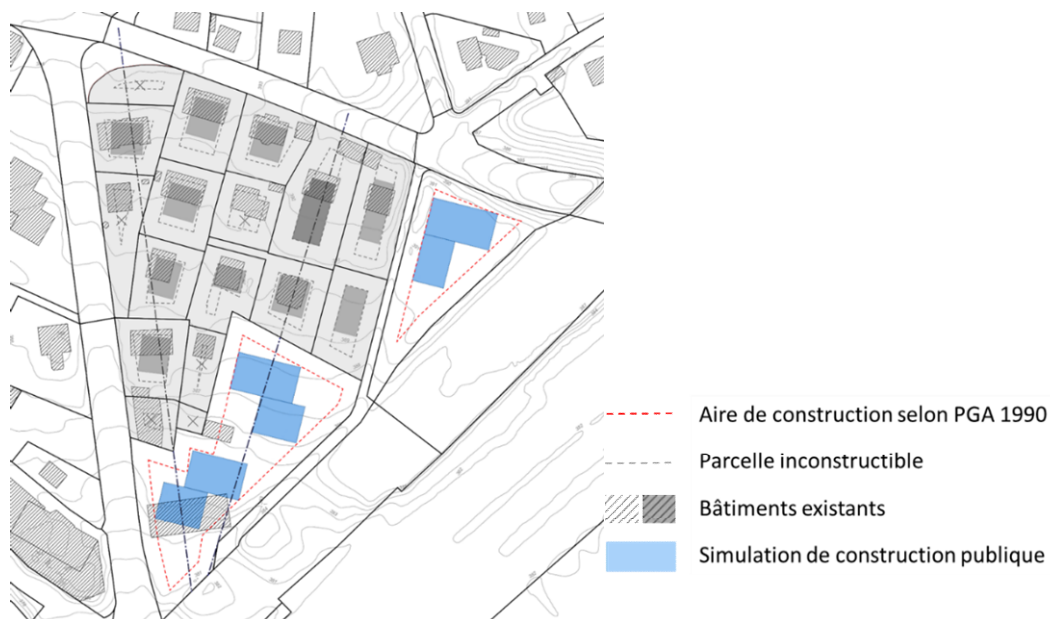 Aire de construction selon PGA 1990
Parcelle inconstructible
Bâtiments existants
Simulation de construction publique